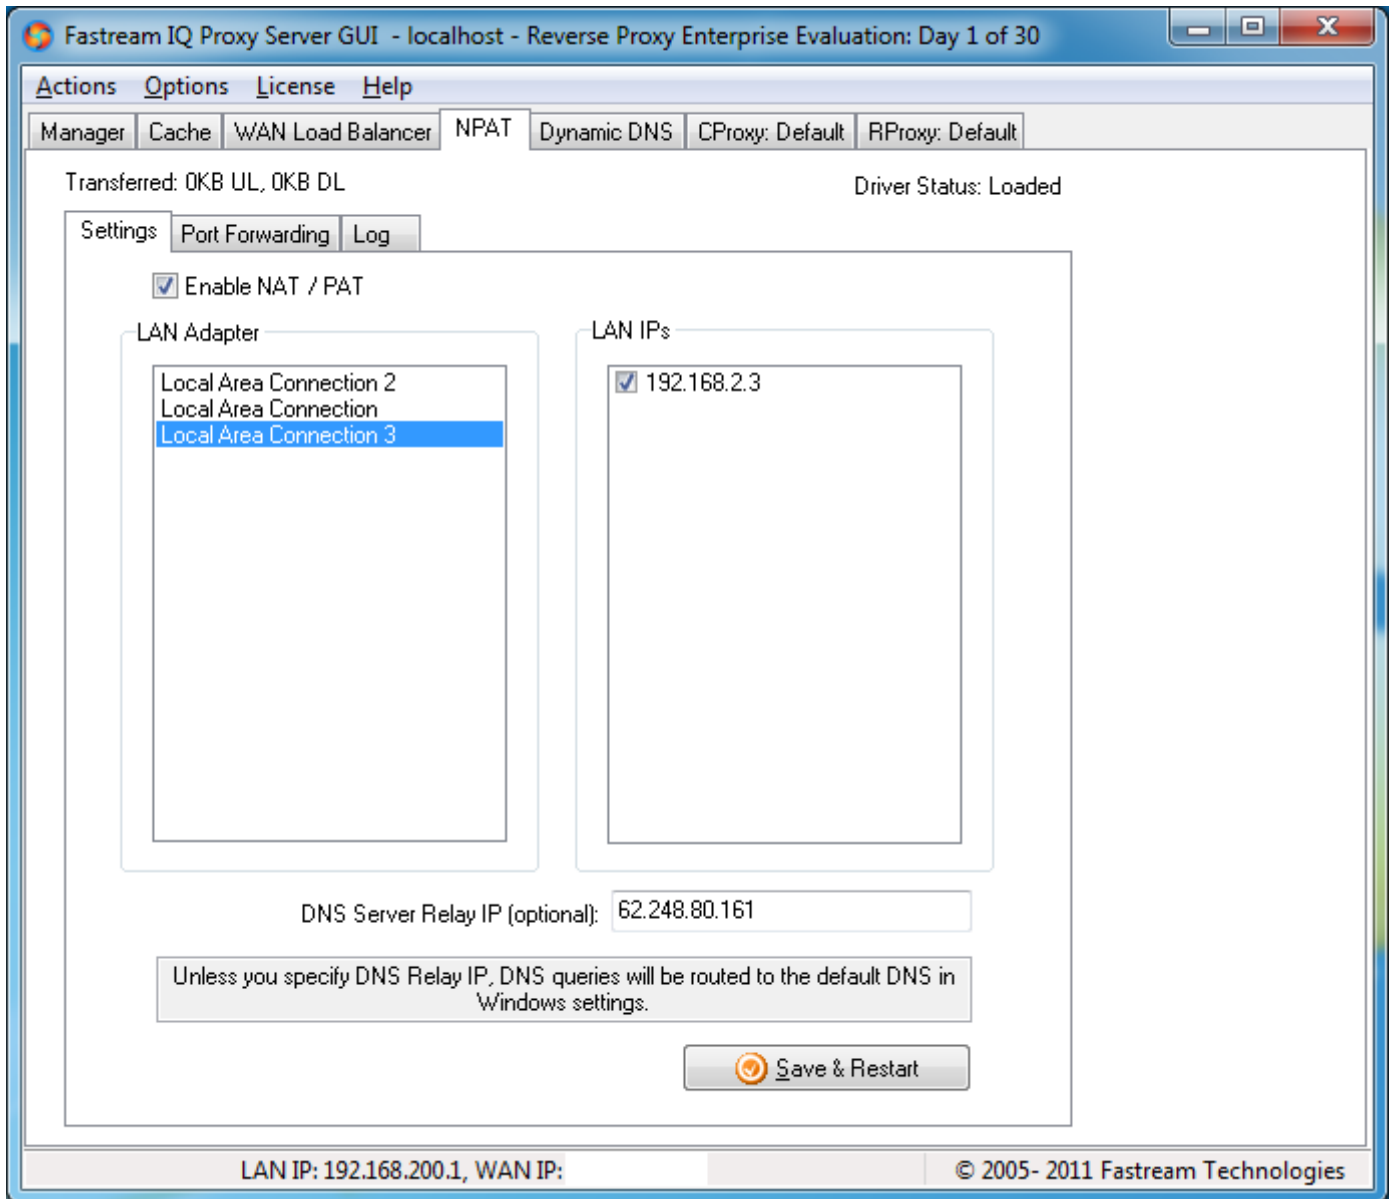 Fastream IQ Proxy Server GUI - localhost - Reverse Proxy Enterprise Evaluation: Day 1 of 30
Actions Options License Help
Manager Cache WAN Load Balancer NPAT Dynamic DNS CProxy: Default RProxy: Default
Transferred: 0KB UL, 0KB DL
Driver Status: Loaded
Settings Port Forwarding Log
Enable NAT / PAT
LAN Adapter
Local Area Connection 2
Local Area Connection
Local Area Connection 3
LAN IPs
192.168.2.3
DNS Server Relay IP (optional): 62.248.80.161
Unless you specify DNS Relay IP, DNS queries will be routed to the default DNS in
Windows settings.
Save & Restart
LAN IP: 192.168.200.1, WAN IP:
© 2005- 2011 Fastream Technologies